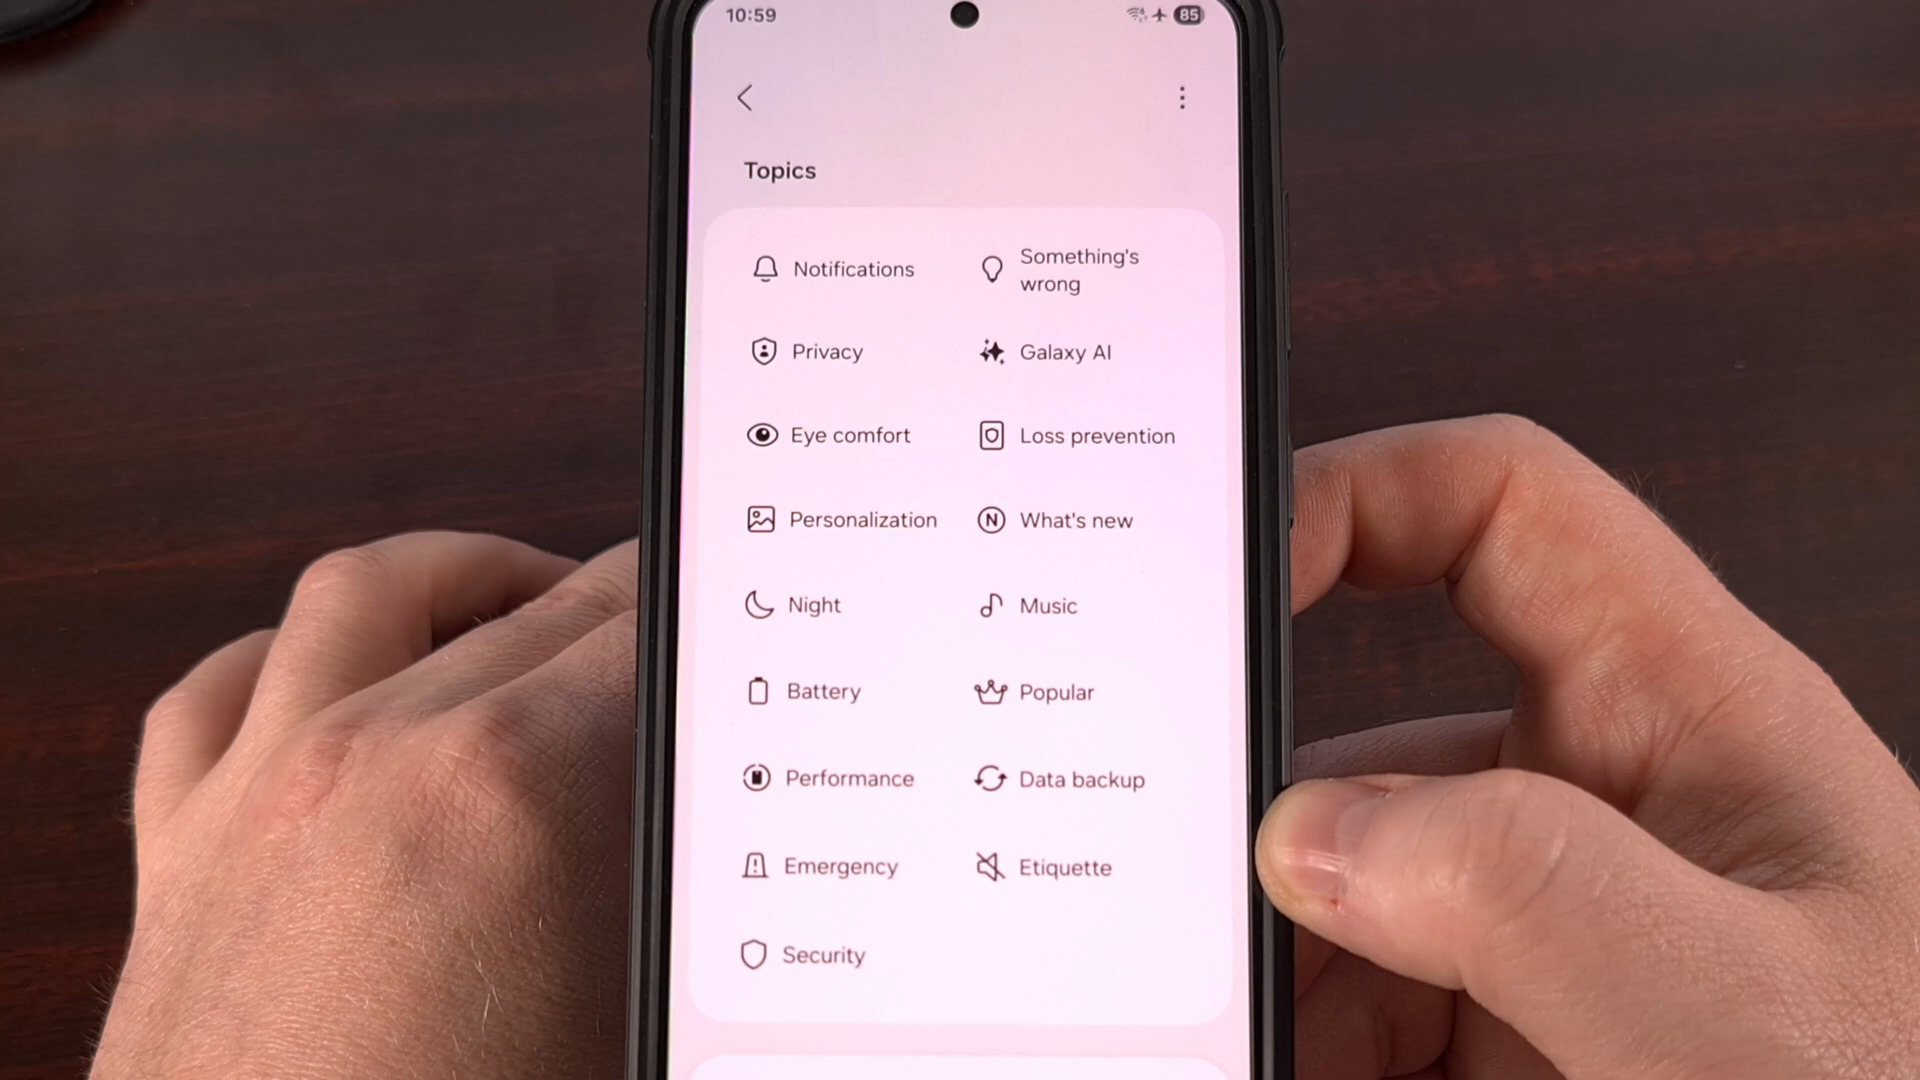 10:59
85
Topics
Notifications
Something's
wrong
Privacy
Galaxy AI
Eye comfort
Loss prevention
Personalization
N
What's new
Night
Music
Battery
Popular
Performance
Data backup
Emergency
Etiquette
Security